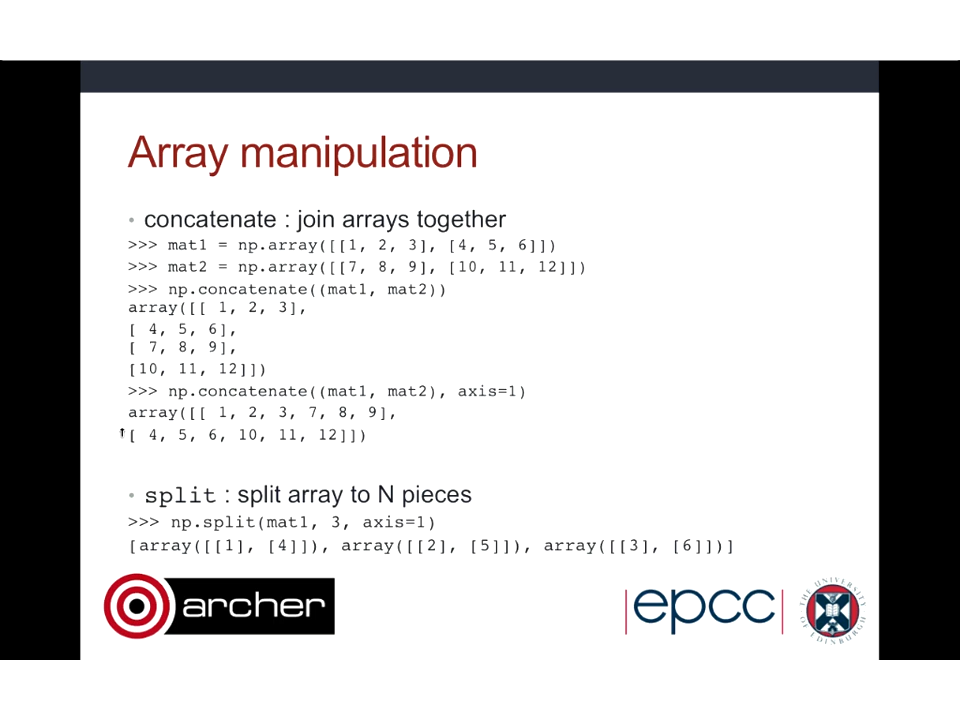 Array manipulation
• concatenate : join arrays together
>>> mat1 = np.array([[1, 2, 3], [4, 5, 6]])
>>> mat2 = np.array([[7, 8, 9], [10, 11, 12]])
>>> np.concatenate((mat1, mat2))
array([[ 1, 2, 3],
[ 4, 5, 6],
[ 7, 8, 9],
[10, 11, 12]])
>>> np.concatenate((mat1, mat2), axis=1)
array([[ 1, 2, 3, 7, 8, 9],
[ 4, 5, 6, 10, 11, 12]])
• split : split array to N pieces
>>> np.split(mat1, 3, axis=1)
[array([[1], [4]]), array([[2], [5]]), array([[3], [6]])]
archer
epcc
THE UNIVERSITY OF EDINBURGH